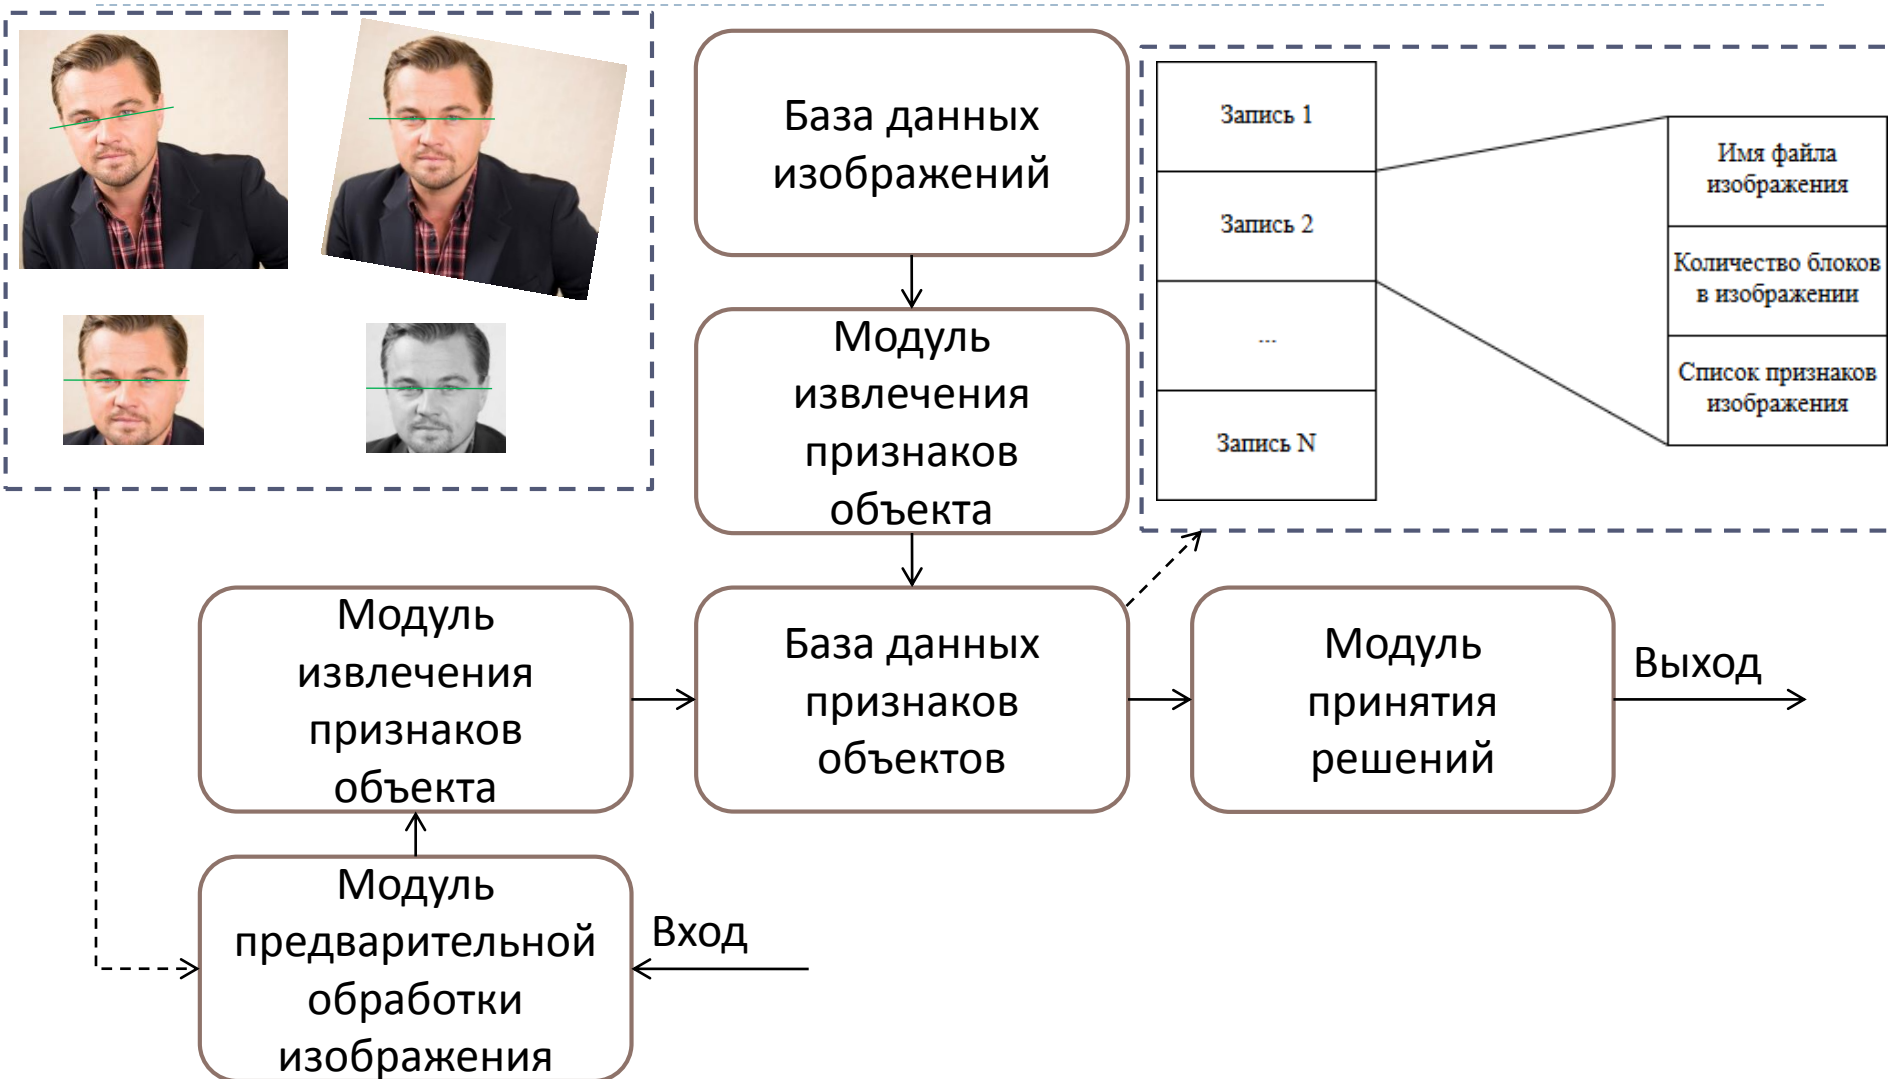 База данных
изображений
Модуль
извлечения
признаков
объекта
Запись 1
Запись 2
...
Запись N
Имя файла
изображения
Количество блоков
в изображении
Список признаков
изображения
Модуль
извлечения
признаков
объекта
База данных
признаков
объектов
Модуль
принятия
решений
Выход
Модуль
предварительной
обработки
изображения
Вход